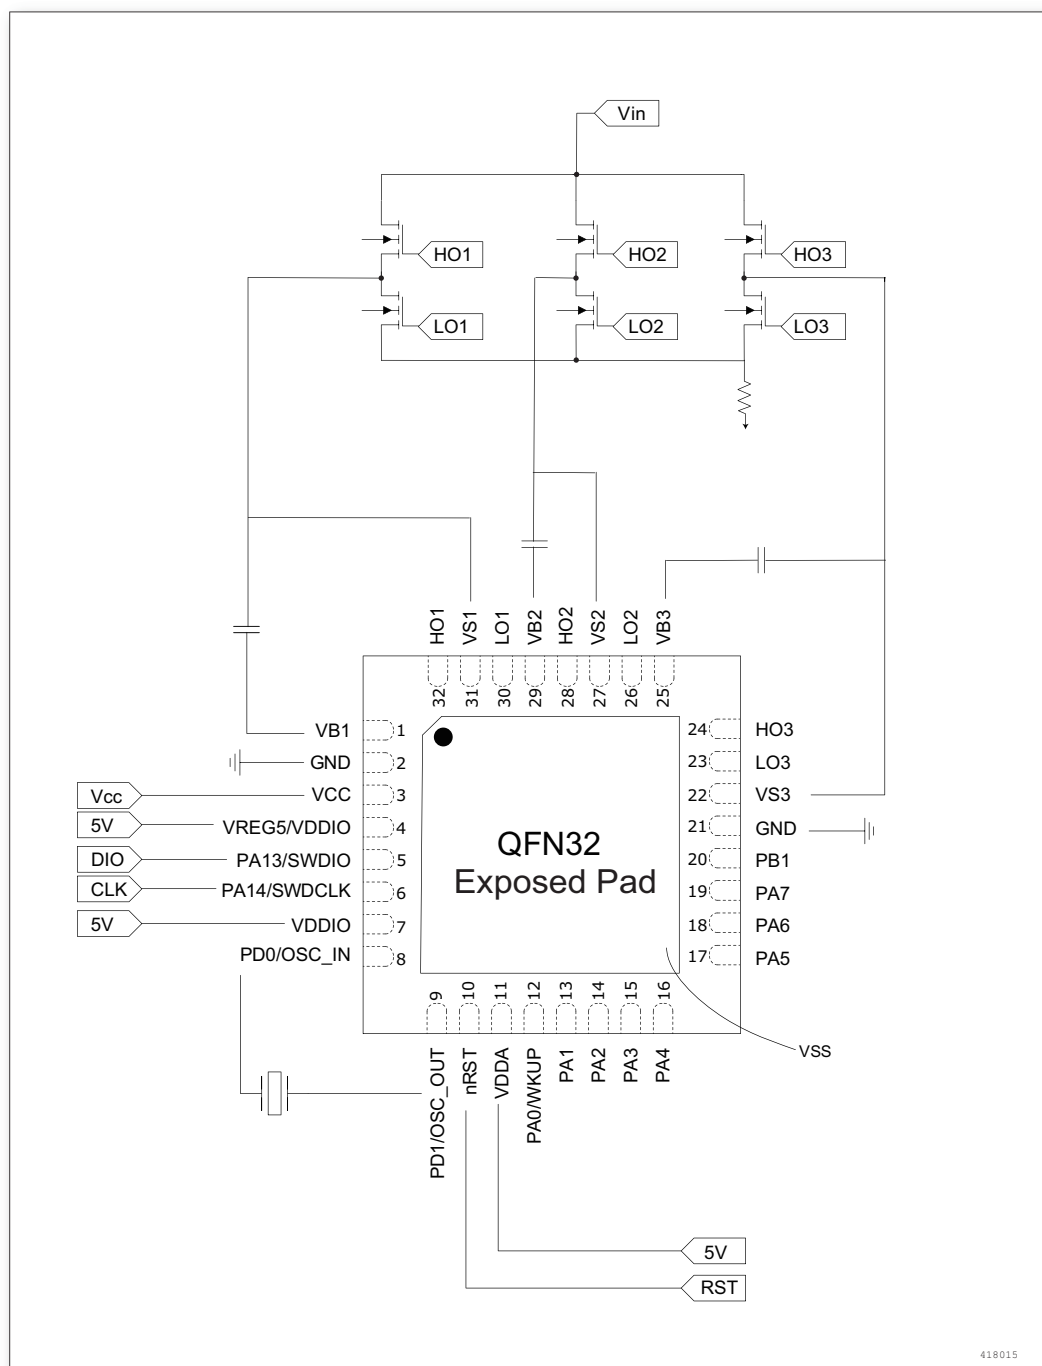 Vin
HO1
HO2
HO3
LO1
LO2
LO3
HO1
VS1
LO1
VB2
HO2
VS2
LO2
VB3
32
31
30
29
28
27
26
25
VB1 1
GND 2
Vcc VCC 3
5V VREG5/VDDIO 4
DIO PA13/SWDIO 5
CLK PA14/SWDCLK 6
5V VDDIO 7
PD0/OSC_IN 8
QFN32
Exposed Pad
24 HO3
23 LO3
22 VS3
21 GND
20 PB1
19 PA7
18 PA6
17 PA5
9
10
11
12
13
14
15
16
PD1/OSC_OUT
nRST
VDDA
PA0/WKUP
PA1
PA2
PA3
PA4
VSS
5V
RST
418015